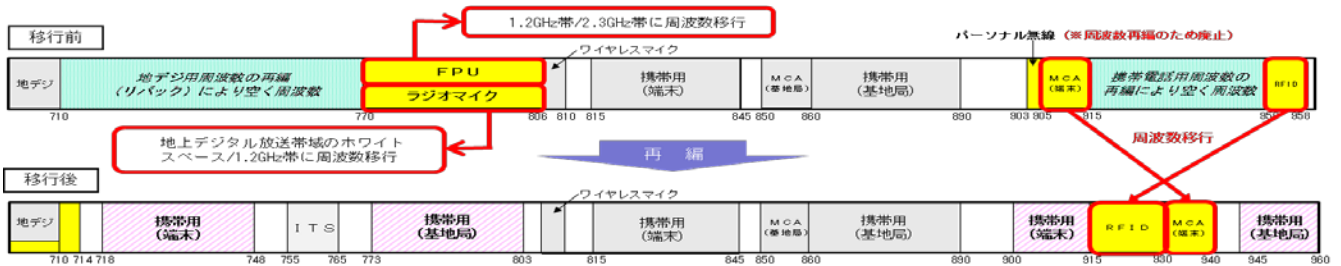 1.2GHz帯/2.3GHz帯に周波数移行
移行前
ワイヤレスマイク
パーソナル無線 (※周波数再編のため廃止)
地デジ
地デジ用周波数の再編
(リパック)により空く周波数
FPU
ラジオマイク
携帯用
(端末)
MCA
(基地局)
携帯用
(基地局)
MCA
(端末)
携帯電話用周波数の
再編により空く周波数
RFID
710 770 806 810 815 845 850 860 890 903 905 915 858
地上デジタル放送帯域のホワイト
スペース/1.2GHz帯に周波数移行
再 編
周波数移行
移行後
ワイヤレスマイク
地デジ
携帯用
(端末)
ITS
携帯用
(基地局)
携帯用
(端末)
MCA
(基地局)
携帯用
(基地局)
携帯用
(端末)
RFID
MCA
(端末)
携帯用
(基地局)
710 714 718 748 755 765 773 803 815 845 850 860 890 900 915 930 940 945 960